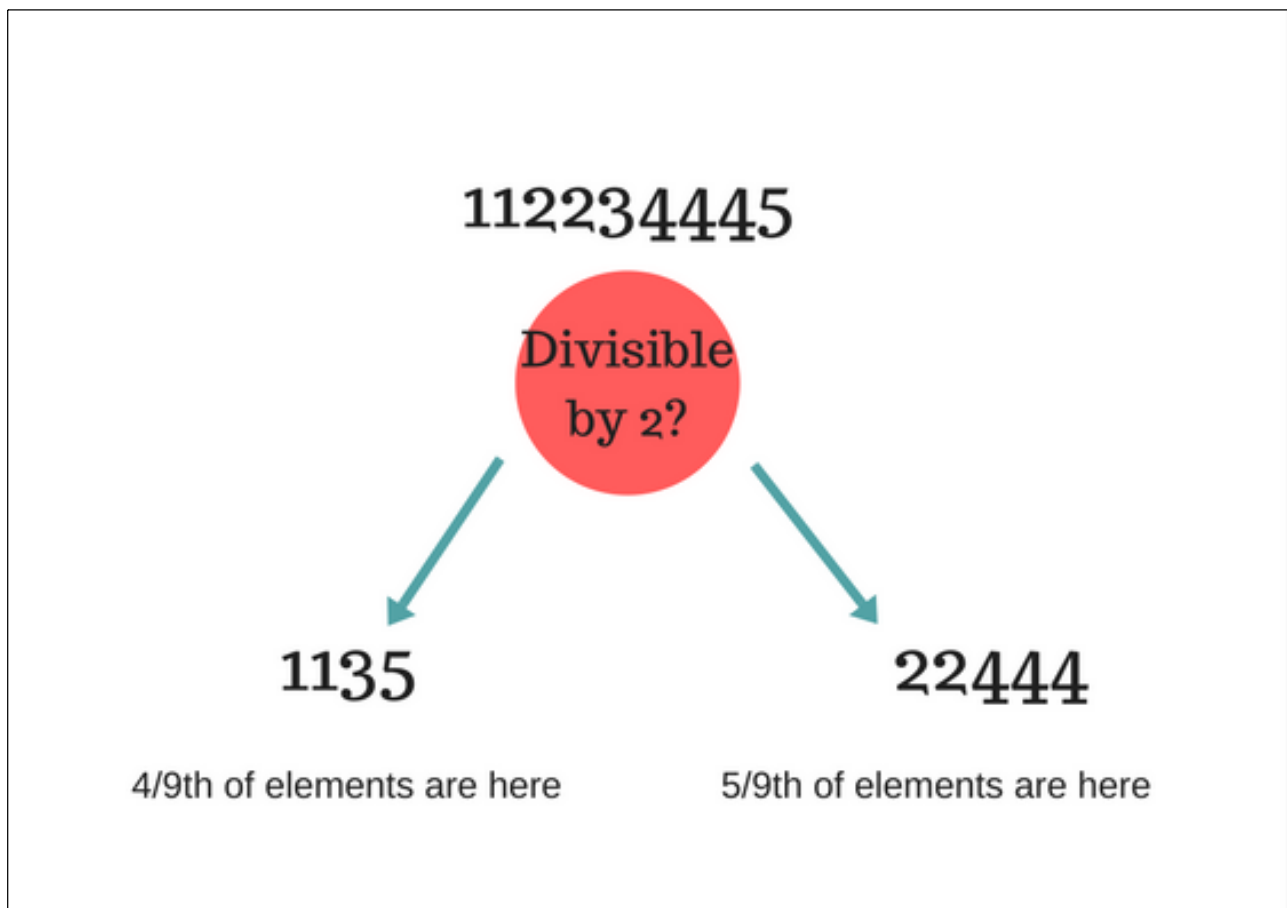 112234445
Divisible
by 2?
1135
22444
4/9th of elements are here
5/9th of elements are here